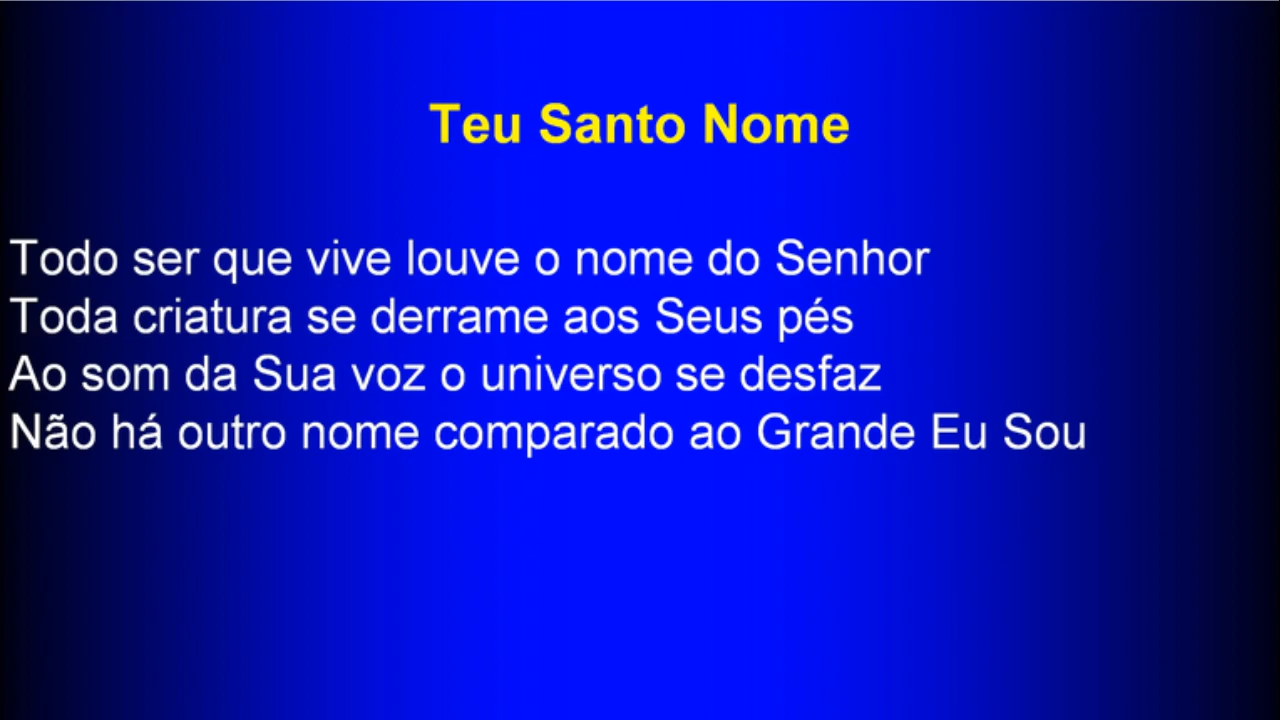 Teu Santo Nome
Todo ser que vive louve o nome do Senhor
Toda criatura se derrame aos Seus pés
Ao som da Sua voz o universo se desfaz
Não há outro nome comparado ao Grande Eu Sou